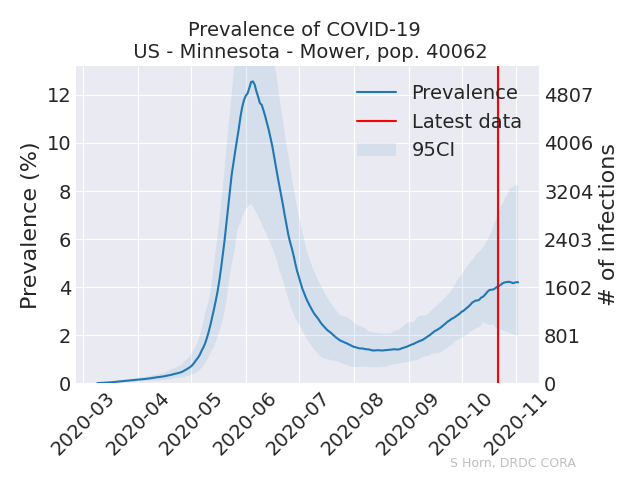 Prevalence of COVID-19
US - Minnesota - Mower, pop. 40062
Prevalence (%)
12
10
8
6
4
2
0
Prevalence
Latest data
95CI
4807
4006
3204
2403
1602
801
0
# of infections
2020-03
2020-04
2020-05
2020-06
2020-07
2020-08
2020-09
2020-10
2020-11
S Horn, DRDC CORA